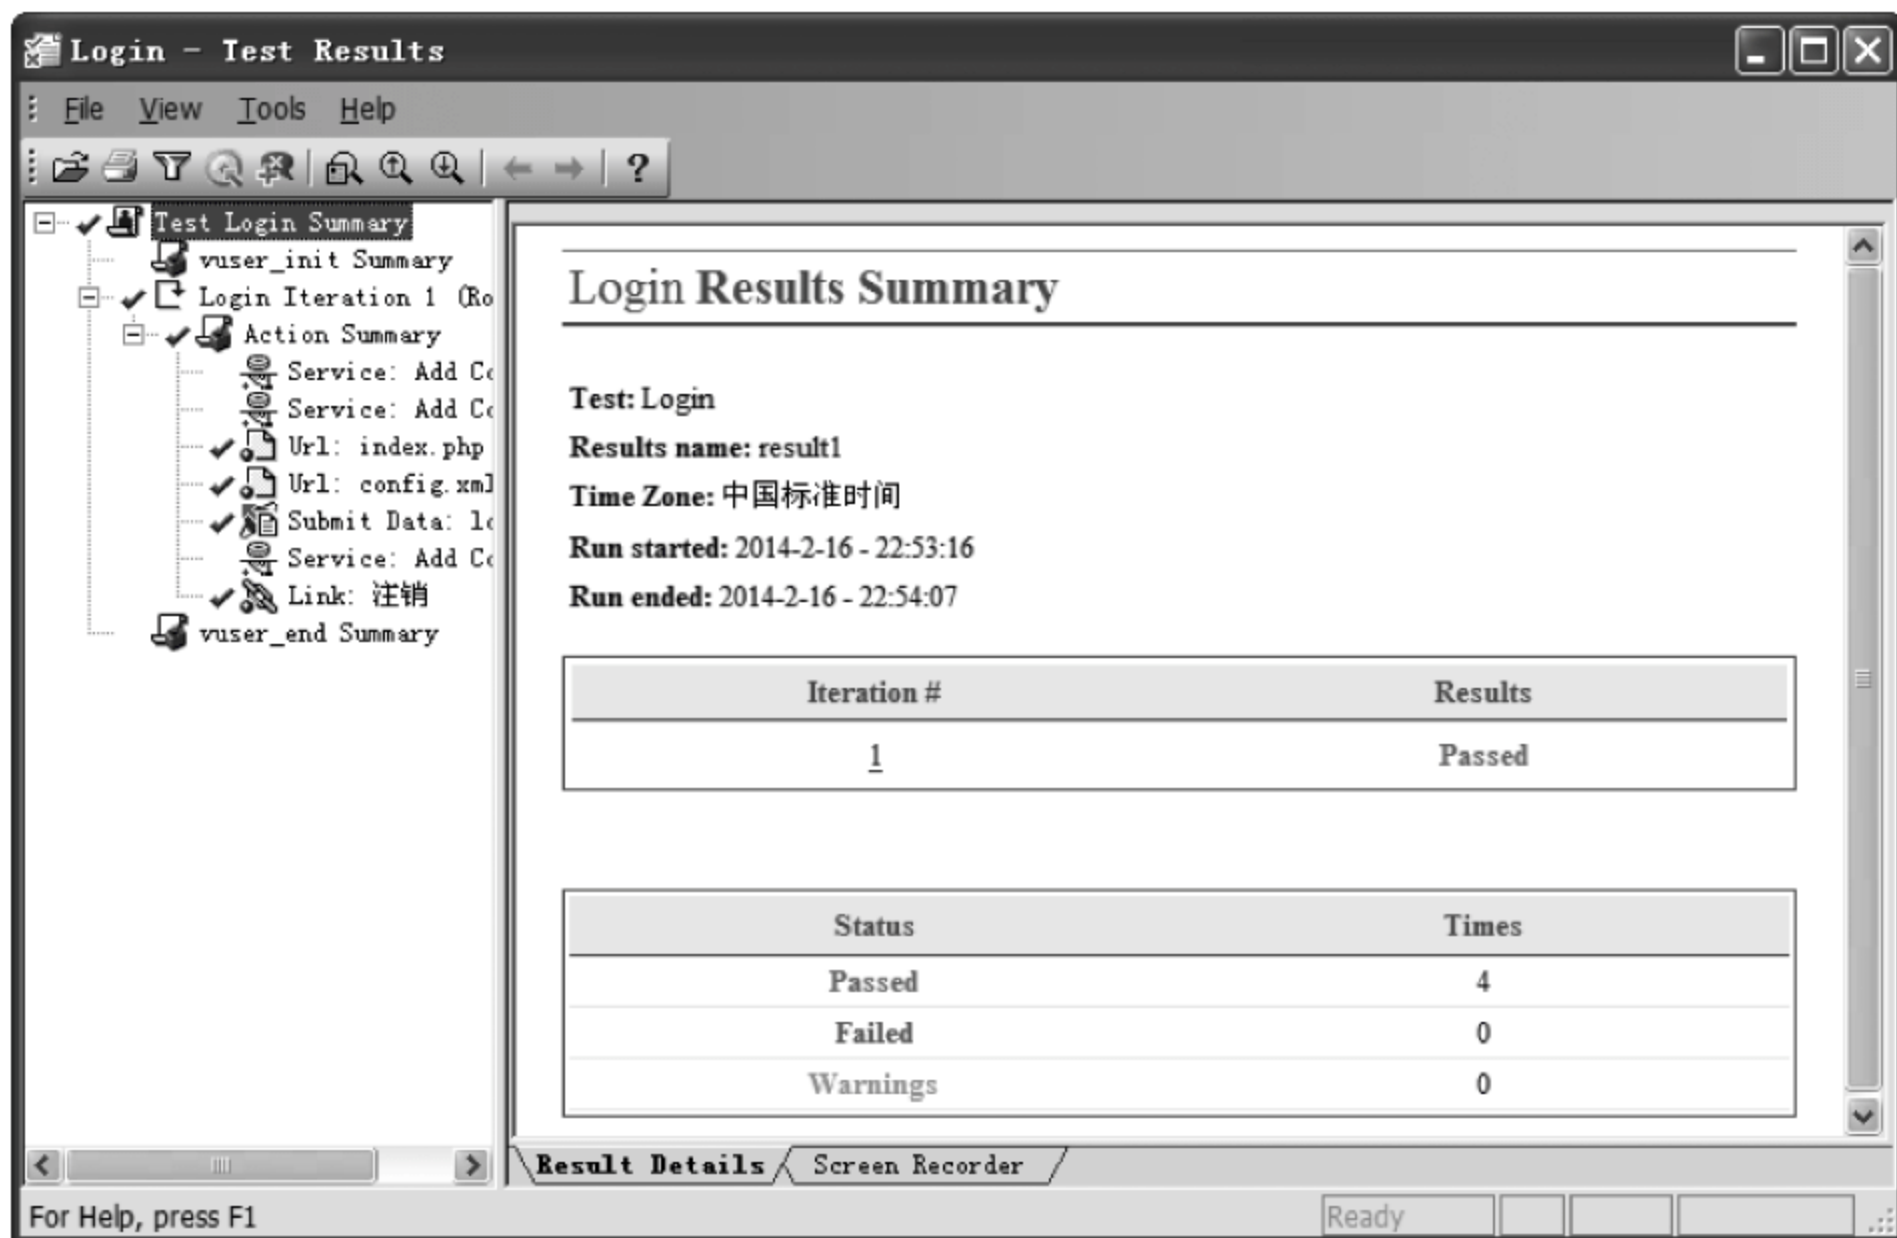 Login - Test Results
File View Tools Help
?
Test Login Summary
vuser_init Summary
Login Iteration 1 (Ro
Action Summary
Service: Add Co
Service: Add Co
Url: index.php
Url: config.xml
Submit Data: lo
Service: Add Co
Link: 注销
vuser_end Summary
Login Results Summary
Test: Login
Results name: result1
Time Zone: 中国标准时间
Run started: 2014-2-16 - 22:53:16
Run ended: 2014-2-16 - 22:54:07
Iteration # Results
1 Passed
Status Times
Passed 4
Failed 0
Warnings 0
Result Details Screen Recorder
For Help, press F1 Ready